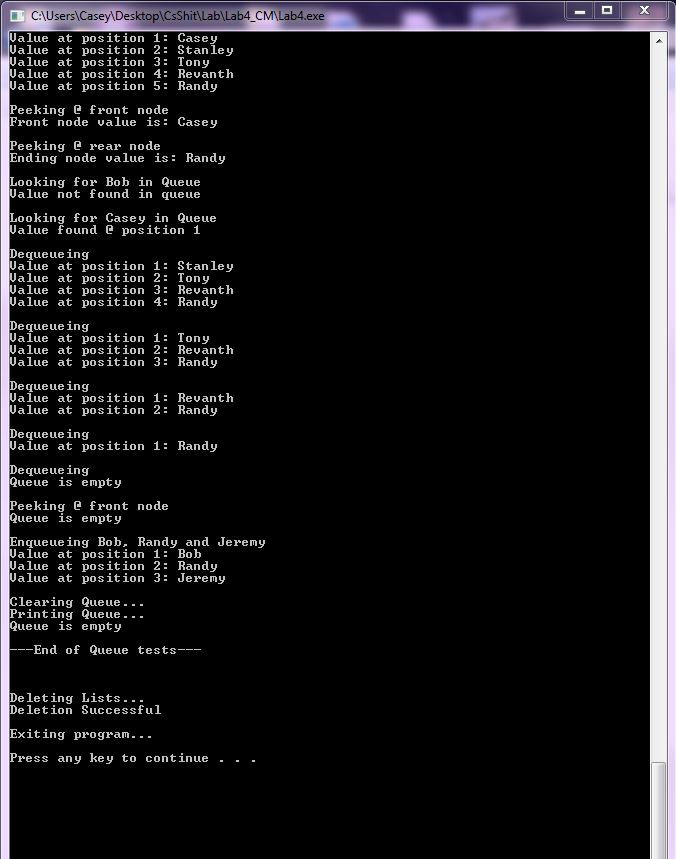 C:\Users\Casey\Desktop\CsShit\Lab\Lab4_CM\Lab4.exe
Value at position 1: Casey
Value at position 2: Stanley
Value at position 3: Tony
Value at position 4: Revanth
Value at position 5: Randy
Peeking @ front node
Front node value is: Casey
Peeking @ rear node
Ending node value is: Randy
Looking for Bob in Queue
Value not found in queue
Looking for Casey in Queue
Value found @ position 1
Dequeueing
Value at position 1: Stanley
Value at position 2: Tony
Value at position 3: Revanth
Value at position 4: Randy
Dequeueing
Value at position 1: Tony
Value at position 2: Revanth
Value at position 3: Randy
Dequeueing
Value at position 1: Revanth
Value at position 2: Randy
Dequeueing
Value at position 1: Randy
Dequeueing
Queue is empty
Peeking @ front node
Queue is empty
Enqueueing Bob, Randy and Jeremy
Value at position 1: Bob
Value at position 2: Randy
Value at position 3: Jeremy
Clearing Queue...
Printing Queue...
Queue is empty
---End of Queue tests---
Deleting Lists...
Deletion Successful
Exiting program...
Press any key to continue . . .